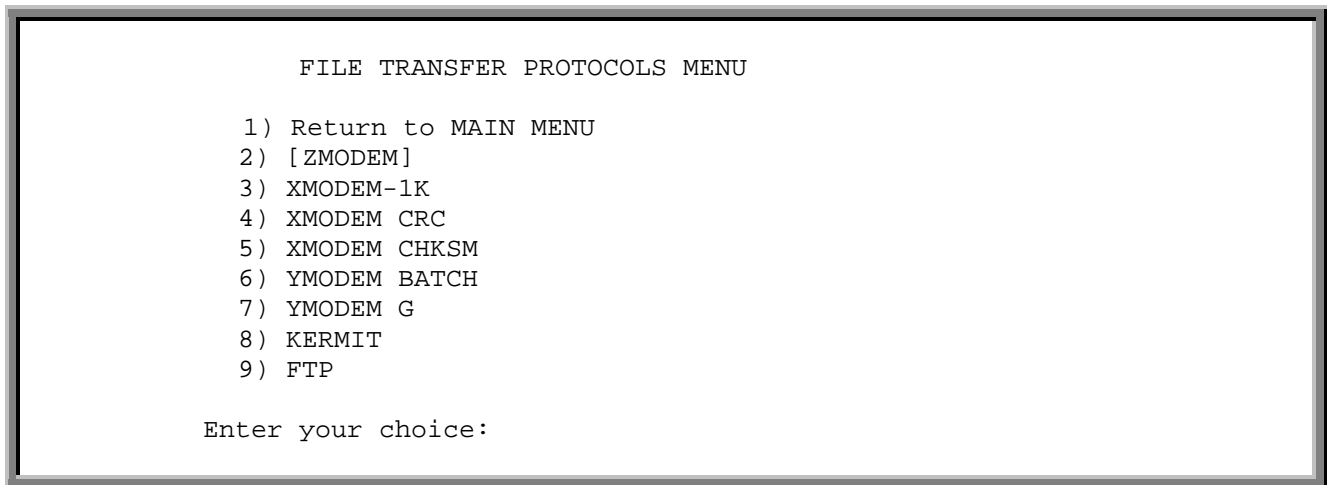 FILE TRANSFER PROTOCOLS MENU
1) Return to MAIN MENU
2) [ZMODEM]
3) XMODEM-1K
4) XMODEM CRC
5) XMODEM CHKSM
6) YMODEM BATCH
7) YMODEM G
8) KERMIT
9) FTP
Enter your choice: